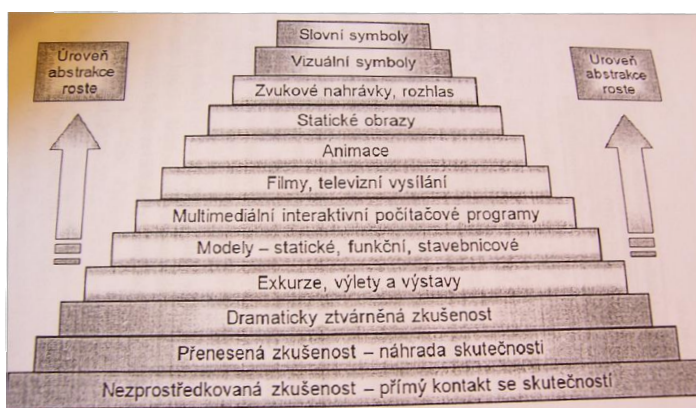 Slovní symboly
Úroveň
abstrakce
roste
Vizuální symboly
Úroveň
abstrakce
roste
Zvukové nahrávky, rozhlas
Statické obrazy
Animace
Filmy, televizní vysílání
Multimediální interaktivní počítačové programy
Modely – statické, funkční, stavebnicové
Exkurze, výlety a výstavy
Dramaticky ztvárněná zkušenost
Přenesená zkušenost – náhrada skutečnosti
Nezprostředkovaná zkušenost – přímý kontakt se skutečností